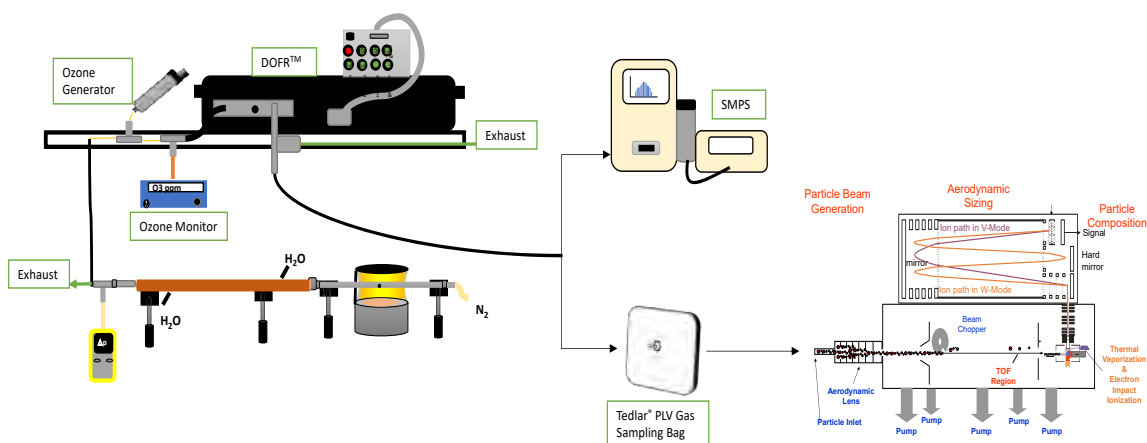 DOFR™
Ozone
Generator
SMPS
Exhaust
O3 ppm
Ozone Monitor
Exhaust
H₂O
H₂O
N₂
Δp
Tedlar® PLV Gas
Sampling Bag
Particle Beam
Generation
Aerodynamic
Sizing
Particle
Composition
Ion path in V-Mode
Signal
mirror
Hard
mirror
Ion path in W-Mode
Beam
Chopper
TOF
Region
Thermal
Vaporization
&
Electron
Impact
Ionization
Aerodynamic
Lens
Particle Inlet
Pump
Pump
Pump
Pump
Pump